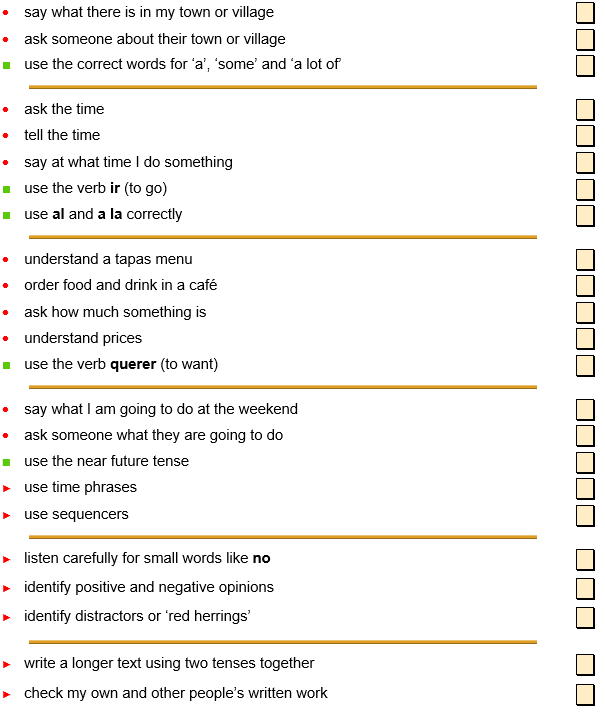 say what there is in my town or village
ask someone about their town or village
use the correct words for ‘a’, ‘some’ and ‘a lot of’
ask the time
tell the time
say at what time I do something
use the verb ir (to go)
use al and a la correctly
understand a tapas menu
order food and drink in a café
ask how much something is
understand prices
use the verb querer (to want)
say what I am going to do at the weekend
ask someone what they are going to do
use the near future tense
use time phrases
use sequencers
listen carefully for small words like no
identify positive and negative opinions
identify distractors or ‘red herrings’
write a longer text using two tenses together
check my own and other people’s written work